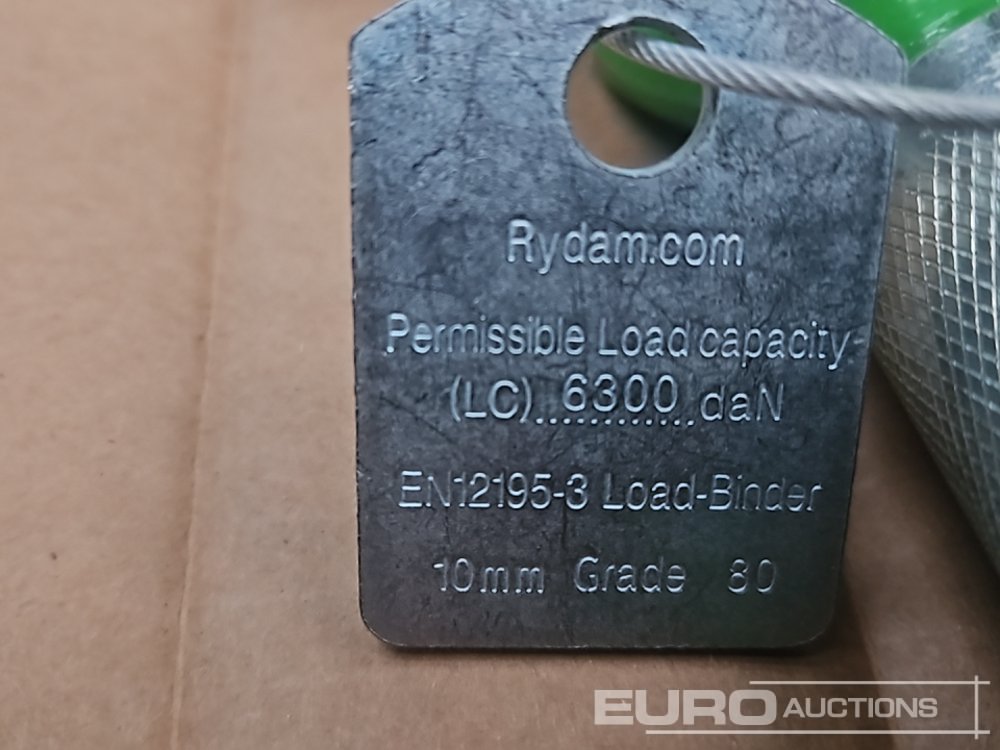 Rydam.com
Permissible Load capacity
(LC)..6300..daN
EN12195-3 Load-Binder
10mm Grade 80
EURO AUCTIONS